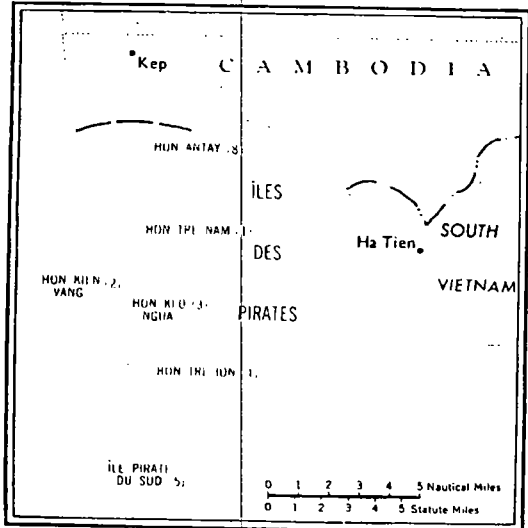 Kep
CAMBODIA
HON ANTAY (8)
ÎLES
HON TRE NAM (1)
DES
Ha Tien
SOUTH
VIETNAM
HON KIEN (2)
VANG
HON KEO (3)
NGUA
PIRATES
HON TRE
ÎLE PIRATE
DU SUD (5)
0 1 2 3 4 5 Nautical Miles
0 1 2 3 4 5 Statute Miles